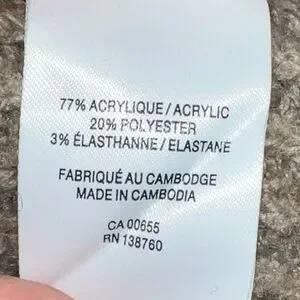 77% ACRYLIQUE / ACRYLIC
20% POLYESTER
3% ÉLASTHANNE / ELASTANE
FABRIQUÉ AU CAMBODGE
MADE IN CAMBODIA
CA 00655
RN 138760